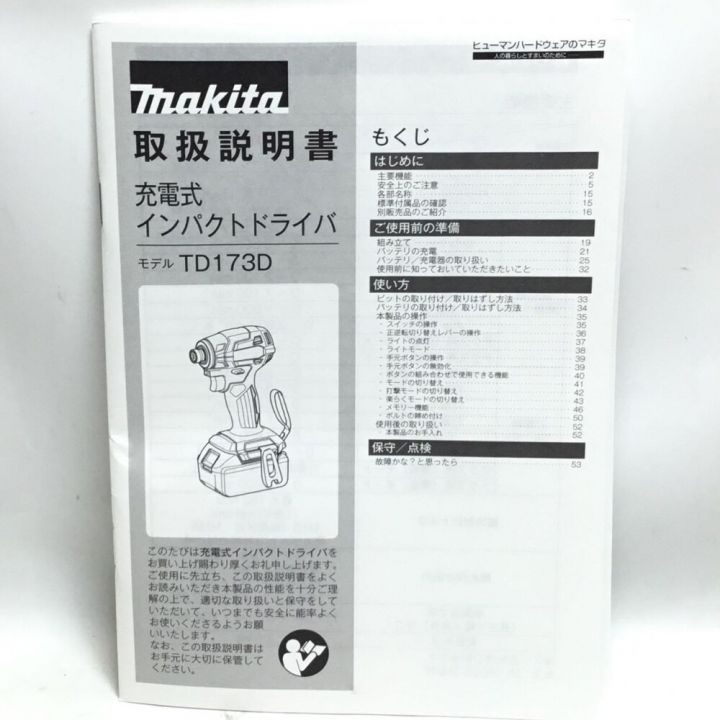 ヒューマンハードウェアのマキタ
人の暮らしとすまいのために
makita
取扱説明書
充電式
インパクトドライバ
モデル TD173D
このたびは充電式インパクトドライバを
お買い上げ賜わり厚くお礼申し上げます。
ご使用に先立ち、この取扱説明書をよく
お読みいただき本製品の性能を十分ご理
解の上で、適切な取り扱いと保守をして
いただいて、いつまでも安全に能率よく
お使いくださるようお願
いいたします。
なお、この取扱説明書は
お手元に大切に保管して
ください。
もくじ
はじめに
主要機能 2
安全上のご注意 5
各部名称 15
標準付属品の確認 15
別販売品のご紹介 16
ご使用前の準備
組み立て 19
バッテリの充電 21
バッテリ／充電器の取り扱い 25
使用前に知っておいていただきたいこと 32
使い方
ビットの取り付け／取りはずし方法 33
バッテリの取り付け／取りはずし方法 34
本製品の操作 35
・スイッチの操作 35
・正逆転切り替えレバーの操作 36
・ライトの点灯 37
・ライトモード 38
・手元ボタンの操作 39
・手元ボタンの無効化 39
・ボタンの組み合わせで使用できる機能 40
・モードの切り替え 41
・打撃モードの切り替え 42
・楽らくモードの切り替え 43
・メモリー機能 46
・ボルトの締め付け 50
使用後の取り扱い 52
・本製品のお手入れ 52
保守／点検
故障かな？と思ったら 53